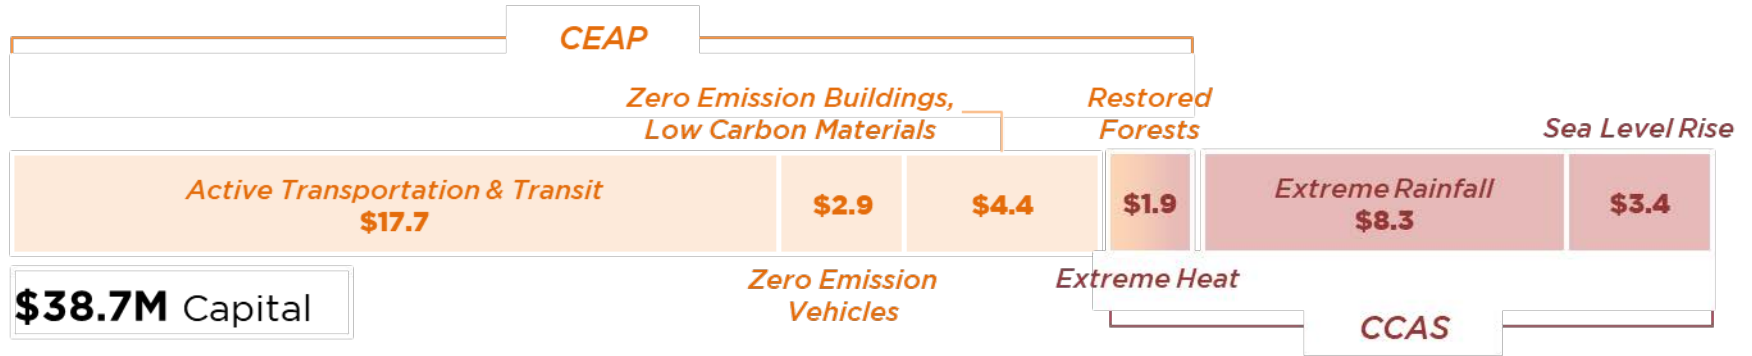 CEAP
Zero Emission Buildings,
Low Carbon Materials
Restored
Forests
Sea Level Rise
Active Transportation & Transit
$17.7
$2.9
$4.4
$1.9
Extreme Rainfall
$8.3
$3.4
Zero Emission
Vehicles
Extreme Heat
$38.7M Capital
CCAS